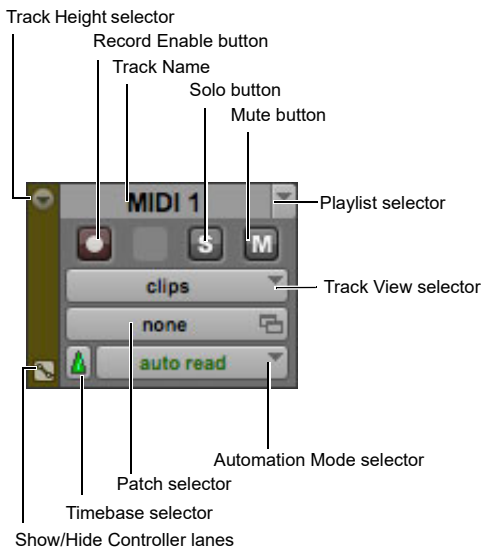 Track Height selector
Record Enable button
Track Name
Solo button
Mute button
MIDI 1
Playlist selector
S
M
clips
Track View selector
none
auto read
Automation Mode selector
Patch selector
Timebase selector
Show/Hide Controller lanes